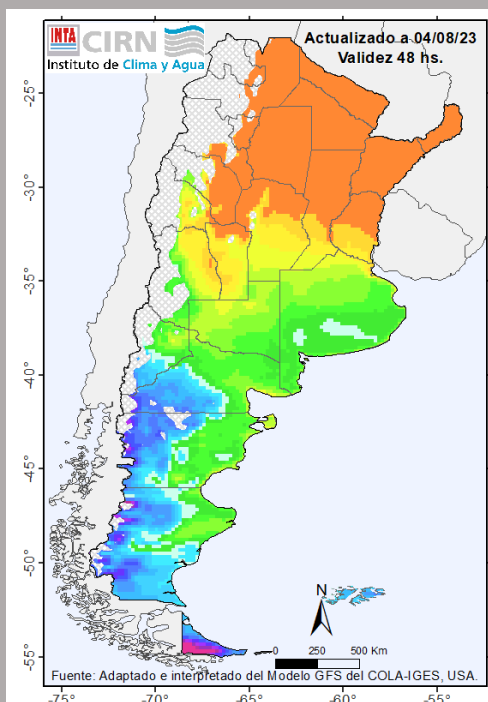 INTA CIRN
Instituto de Clima y Agua
Actualizado a 04/08/23
Validez 48 hs.
-25°
-30°
-35°
-40°
-45°
-50°
-55°
N
0 250 500 Km
Fuente: Adaptado e interpretado del Modelo GFS del COLA-IGES, USA.
-75° -70° -65° -60° -55°